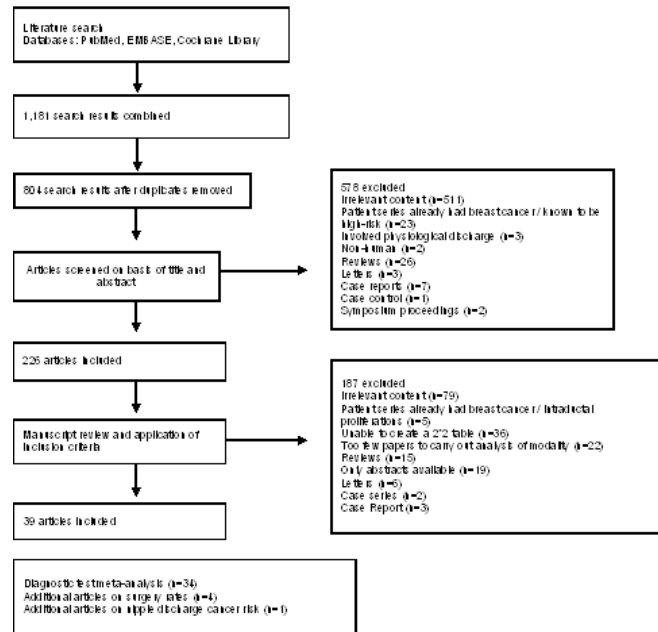 Literature search
Databases: PubMed, EMBASE, Cochrane Library
1,181 search results combined
804 search results after duplicates removed
578 excluded
Irrelevant content (n=511)
Patient series already had breast cancer / known to be
high-risk (n=23)
Involved physiological discharge (n=3)
Non-human (n=2)
Reviews (n=26)
Letters (n=3)
Case reports (n=7)
Case control (n=1)
Symposium proceedings (n=2)
Articles screened on basis of title and
abstract
226 articles included
187 excluded
Irrelevant content (n=79)
Patient series already had breast cancer / Intraductal
proliferations (n=5)
Unable to create a 2*2 table (n=36)
Too few papers to carry out analysis of modality (n=22)
Reviews (n=15)
Only abstracts available (n=19)
Letters (n=6)
Case series (n=2)
Case Report (n=3)
Manuscript review and application of
inclusion criteria
39 articles included
Diagnostic test meta-analysis (n=34)
Additional articles on surgery rates (n=4)
Additional articles on nipple discharge cancer risk (n=1)